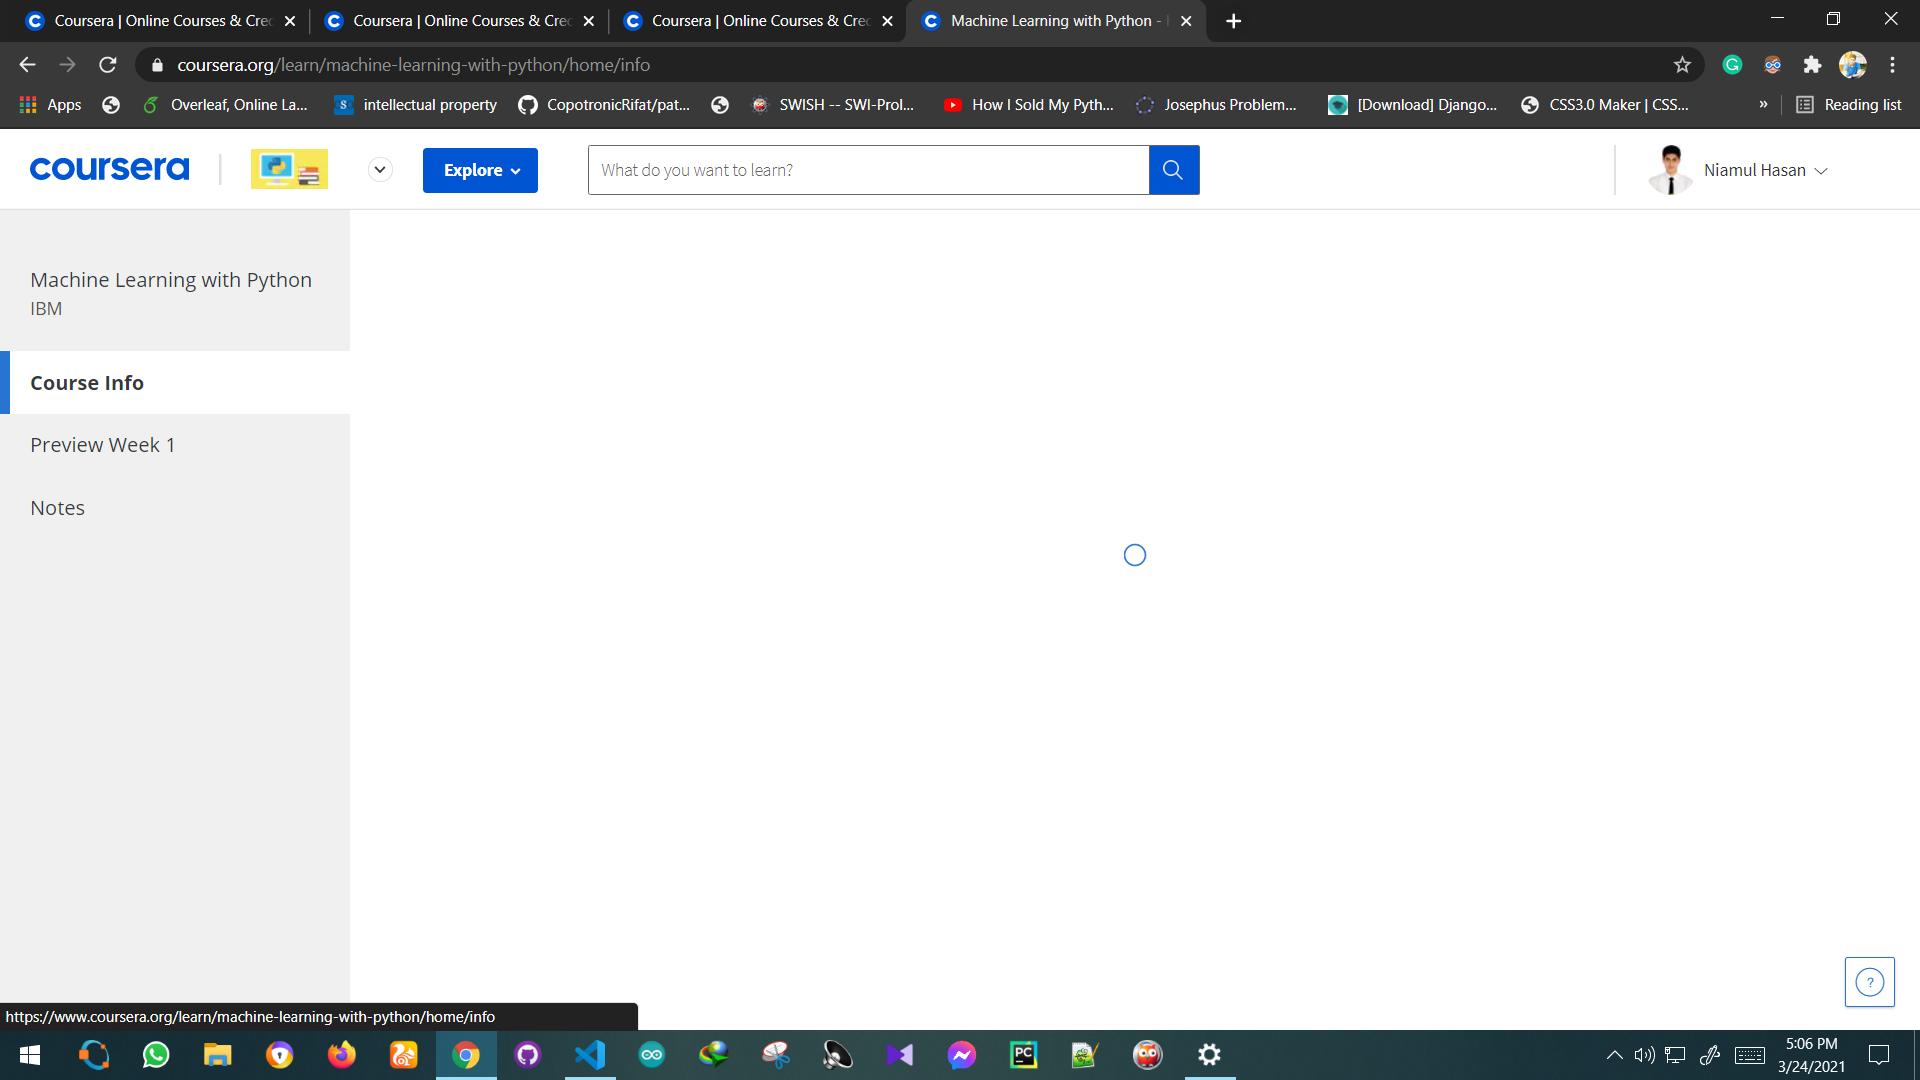 Coursera | Online Courses & Cre
Coursera | Online Courses & Cre
Coursera | Online Courses & Cre
Machine Learning with Python -
coursera.org/learn/machine-learning-with-python/home/info
Apps
Overleaf, Online La...
intellectual property
CopotronicRifat/pat...
SWISH -- SWI-Prol...
How I Sold My Pyth...
Josephus Problem...
[Download] Django...
CSS3.0 Maker | CSS...
»
Reading list
coursera
Explore
What do you want to learn?
Niamul Hasan
Machine Learning with Python
IBM
Course Info
Preview Week 1
Notes
?
https://www.coursera.org/learn/machine-learning-with-python/home/info
PC
5:06 PM
3/24/2021